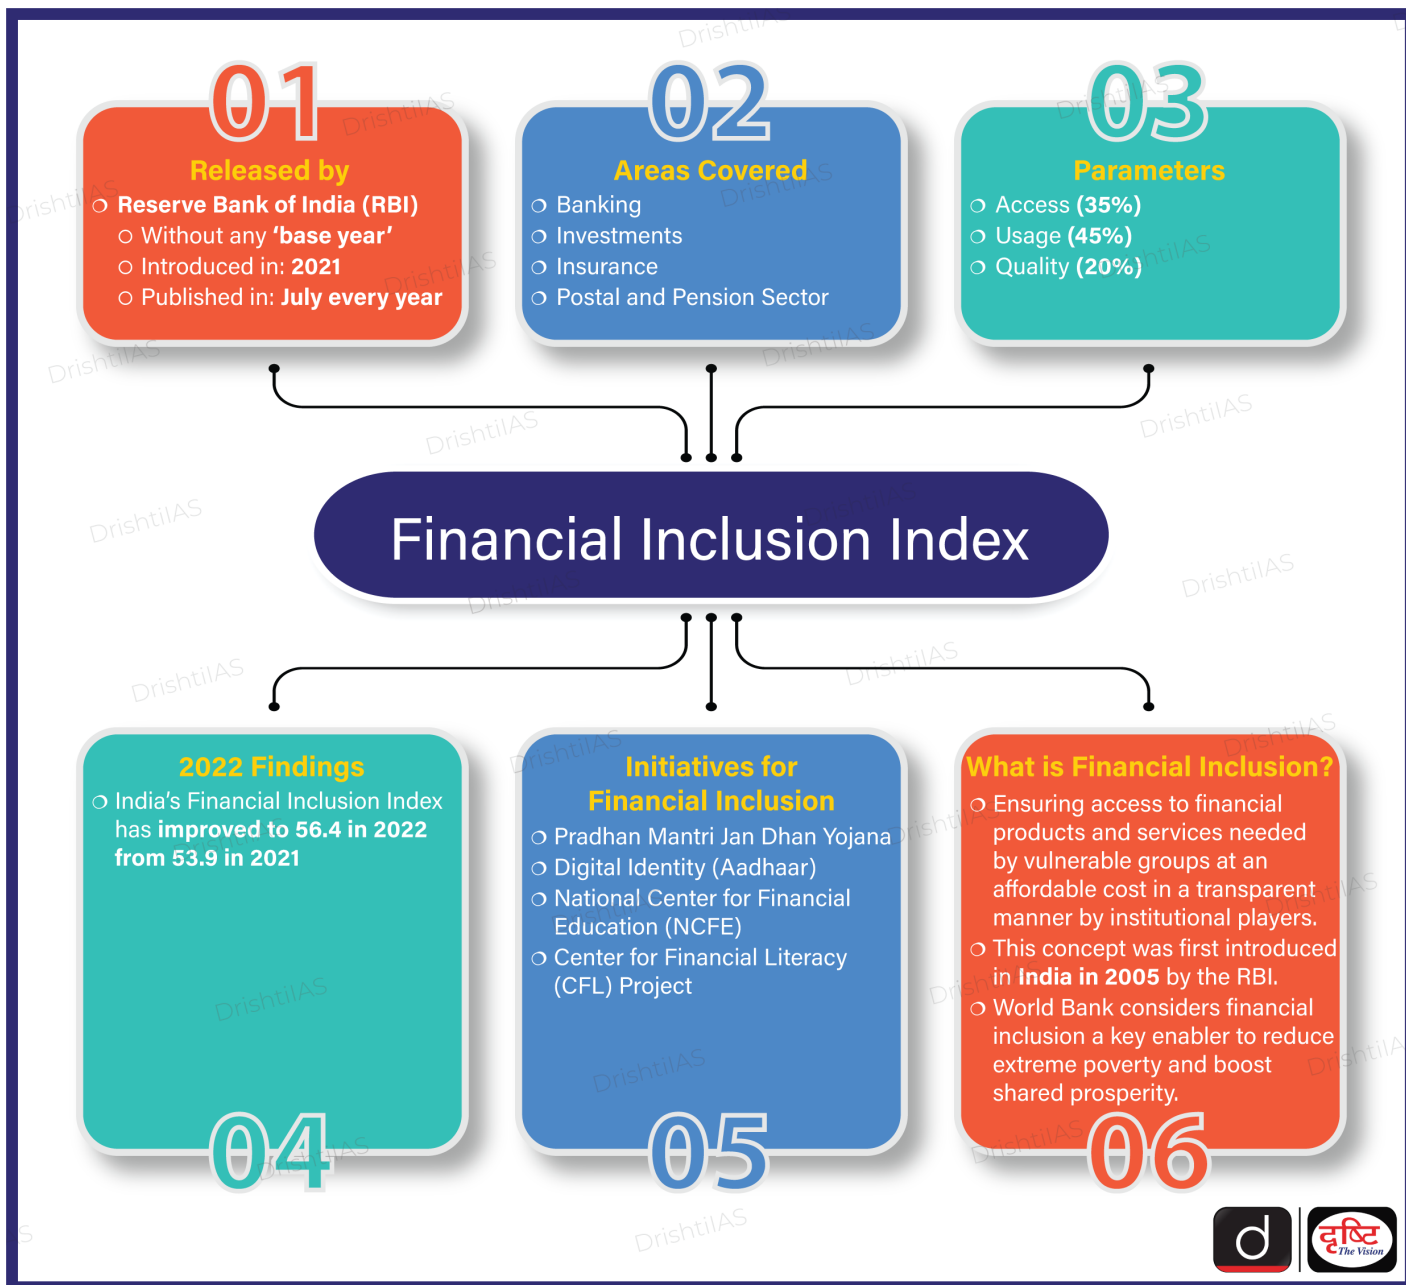 01
Released by
❍ Reserve Bank of India (RBI)
○ Without any ‘base year’
○ Introduced in: 2021
○ Published in: July every year
02
Areas Covered
❍ Banking
❍ Investments
❍ Insurance
❍ Postal and Pension Sector
03
Parameters
❍ Access (35%)
❍ Usage (45%)
❍ Quality (20%)
Financial Inclusion Index
2022 Findings
❍ India’s Financial Inclusion Index
has improved to 56.4 in 2022
from 53.9 in 2021
04
Initiatives for
Financial Inclusion
❍ Pradhan Mantri Jan Dhan Yojana
❍ Digital Identity (Aadhaar)
❍ National Center for Financial
Education (NCFE)
❍ Center for Financial Literacy
(CFL) Project
05
What is Financial Inclusion?
❍ Ensuring access to financial
products and services needed
by vulnerable groups at an
affordable cost in a transparent
manner by institutional players.
❍ This concept was first introduced
in India in 2005 by the RBI.
❍ World Bank considers financial
inclusion a key enabler to reduce
extreme poverty and boost
shared prosperity.
06
d
दृष्टि
The Vision
DrishtiIAS